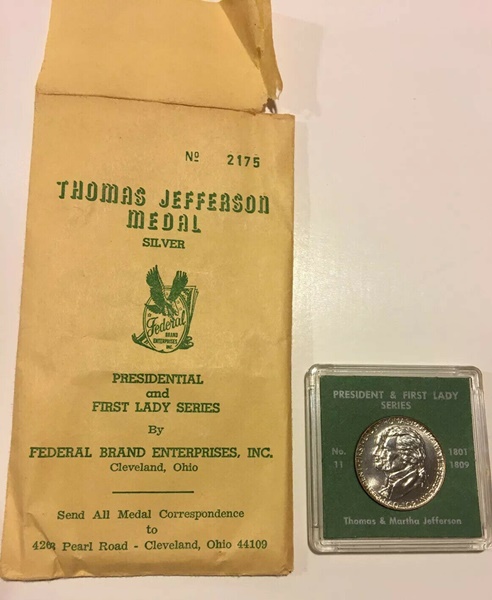 Nº 2175
THOMAS JEFFERSON
MEDAL
SILVER
Federal
BRAND
ENTERPRISES
INC.
PRESIDENTIAL
and
FIRST LADY SERIES
By
FEDERAL BRAND ENTERPRISES, INC.
Cleveland, Ohio
Send All Medal Correspondence
to
Pearl Road - Cleveland, Ohio 44109
PRESIDENT & FIRST LADY
SERIES
No. 1801
11 1809
Thomas & Martha Jefferson